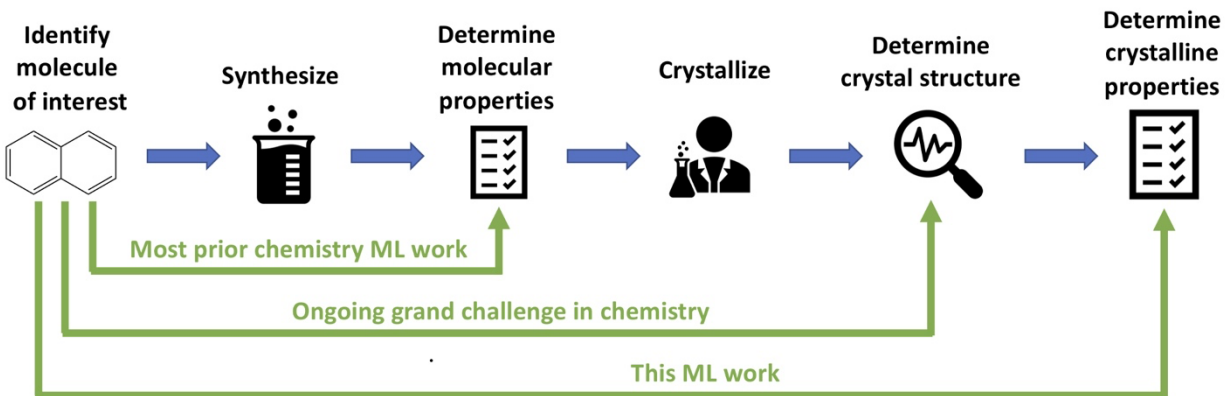 Identify
molecule
of interest
Synthesize
Determine
molecular
properties
Crystallize
Determine
crystal structure
Determine
crystalline
properties
Most prior chemistry ML work
Ongoing grand challenge in chemistry
This ML work